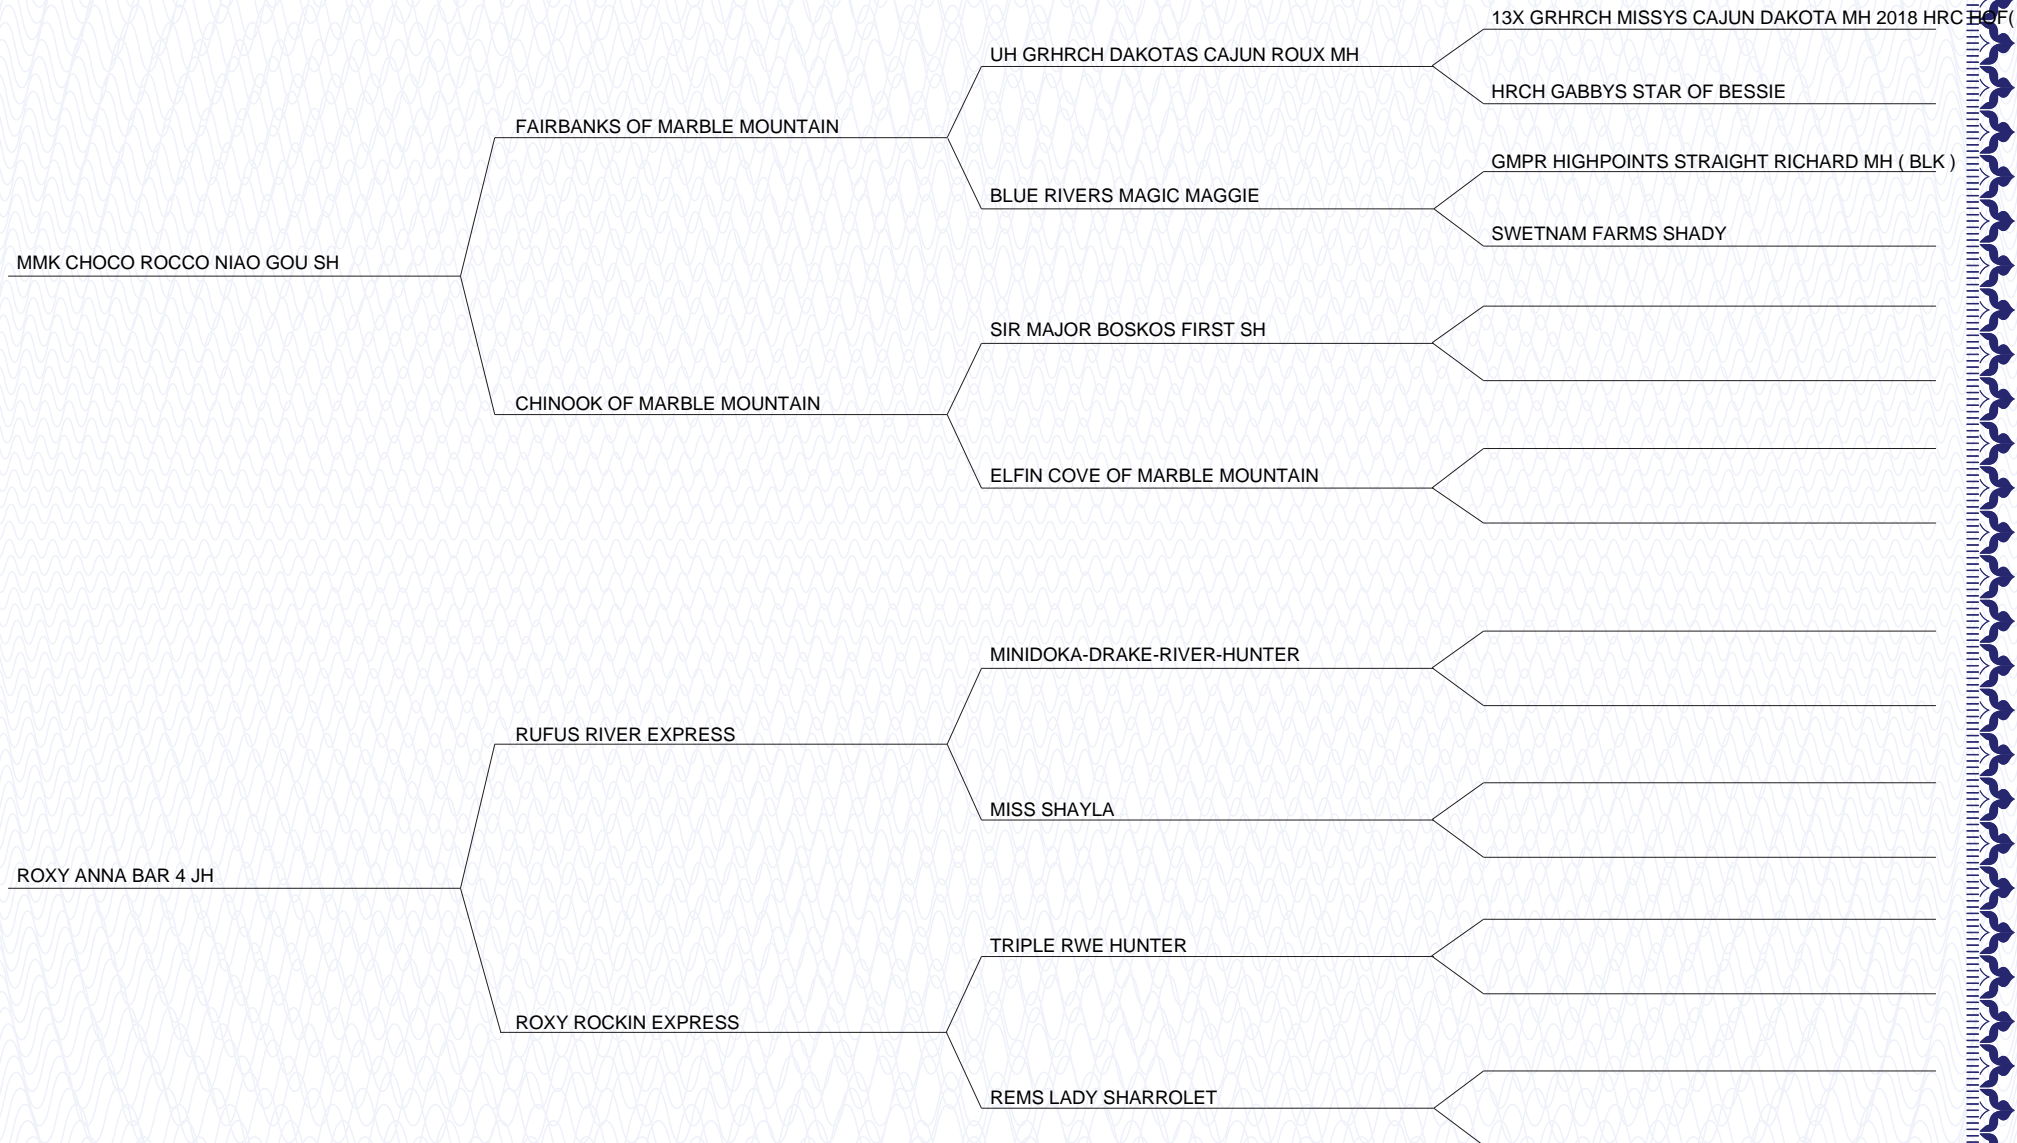 13X GRHRCH MISSYS CAJUN DAKOTA MH 2018 HRC HOF(
UH GRHRCH DAKOTAS CAJUN ROUX MH
HRCH GABBYS STAR OF BESSIE
FAIRBANKS OF MARBLE MOUNTAIN
GMPR HIGHPOINTS STRAIGHT RICHARD MH ( BLK )
BLUE RIVERS MAGIC MAGGIE
SWETNAM FARMS SHADY
MMK CHOCO ROCCO NIAO GOU SH
SIR MAJOR BOSKOS FIRST SH
CHINOOK OF MARBLE MOUNTAIN
ELFIN COVE OF MARBLE MOUNTAIN
MINIDOKA-DRAKE-RIVER-HUNTER
RUFUS RIVER EXPRESS
MISS SHAYLA
ROXY ANNA BAR 4 JH
TRIPLE RWE HUNTER
ROXY ROCKIN EXPRESS
REMS LADY SHARROLET